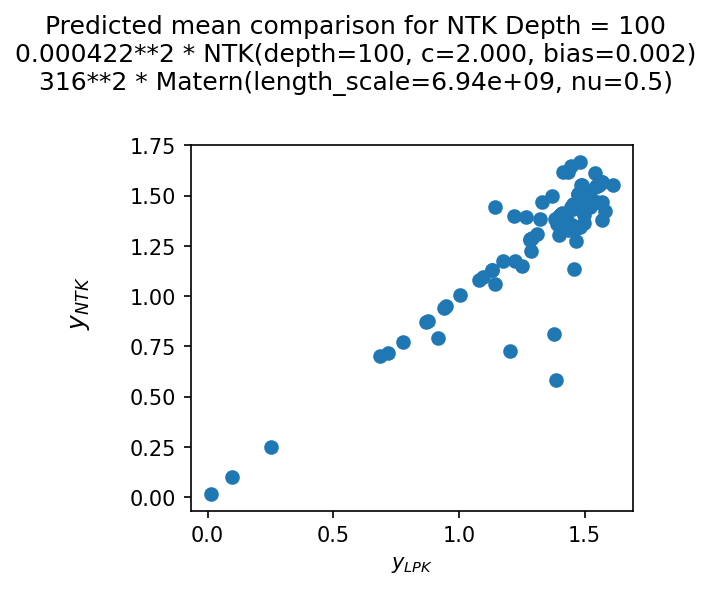 Predicted mean comparison for NTK Depth = 100
0.000422**2 * NTK(depth=100, c=2.000, bias=0.002)
316**2 * Matern(length_scale=6.94e+09, nu=0.5)
1.75
1.50
1.25
1.00
0.75
0.50
0.25
0.00
y_NTK
0.0 0.5 1.0 1.5
y_LPK